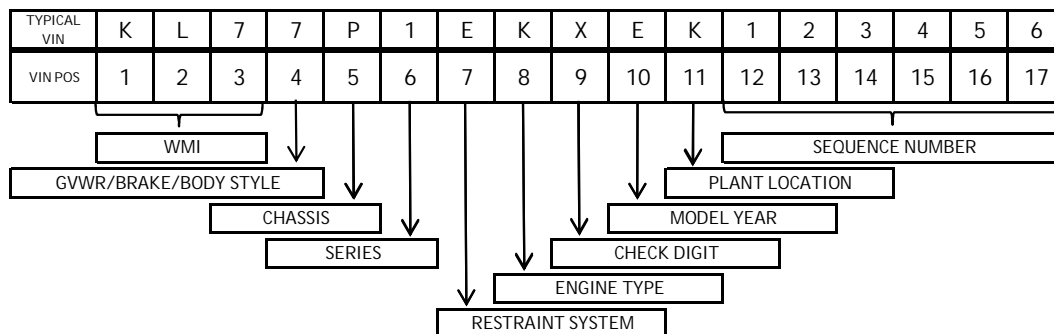 TYPICAL VIN K L 7 7 P 1 E K X E K 1 2 3 4 5 6
VIN POS 1 2 3 4 5 6 7 8 9 10 11 12 13 14 15 16 17
WMI SEQUENCE NUMBER
GVWR/BRAKE/BODY STYLE PLANT LOCATION
CHASSIS MODEL YEAR
SERIES CHECK DIGIT
ENGINE TYPE
RESTRAINT SYSTEM